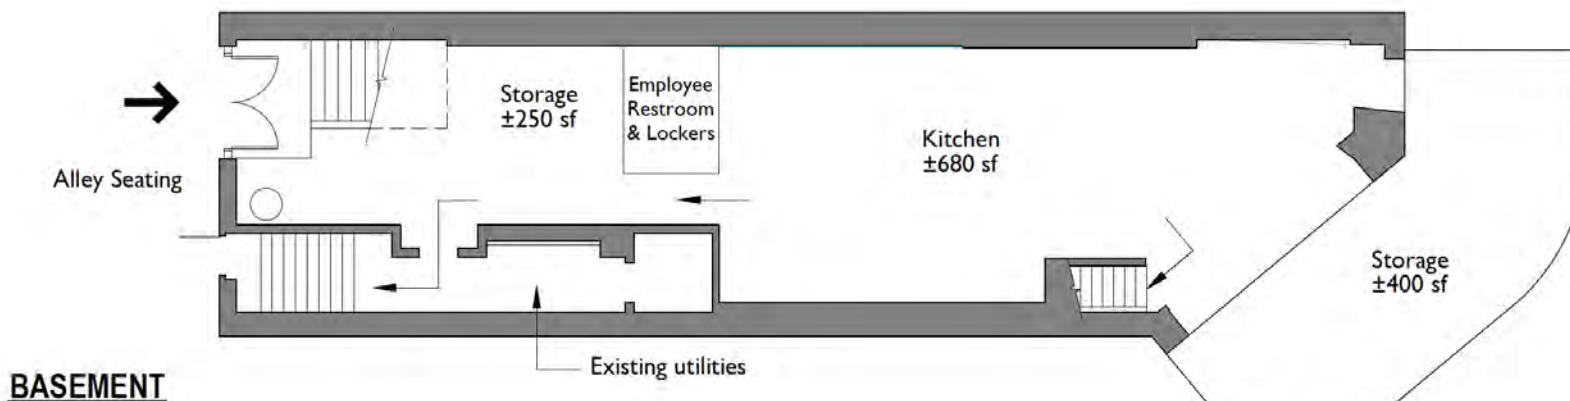 Storage
±250 sf
Employee
Restroom
& Lockers
Kitchen
±680 sf
Alley Seating
Storage
±400 sf
Existing utilities
BASEMENT